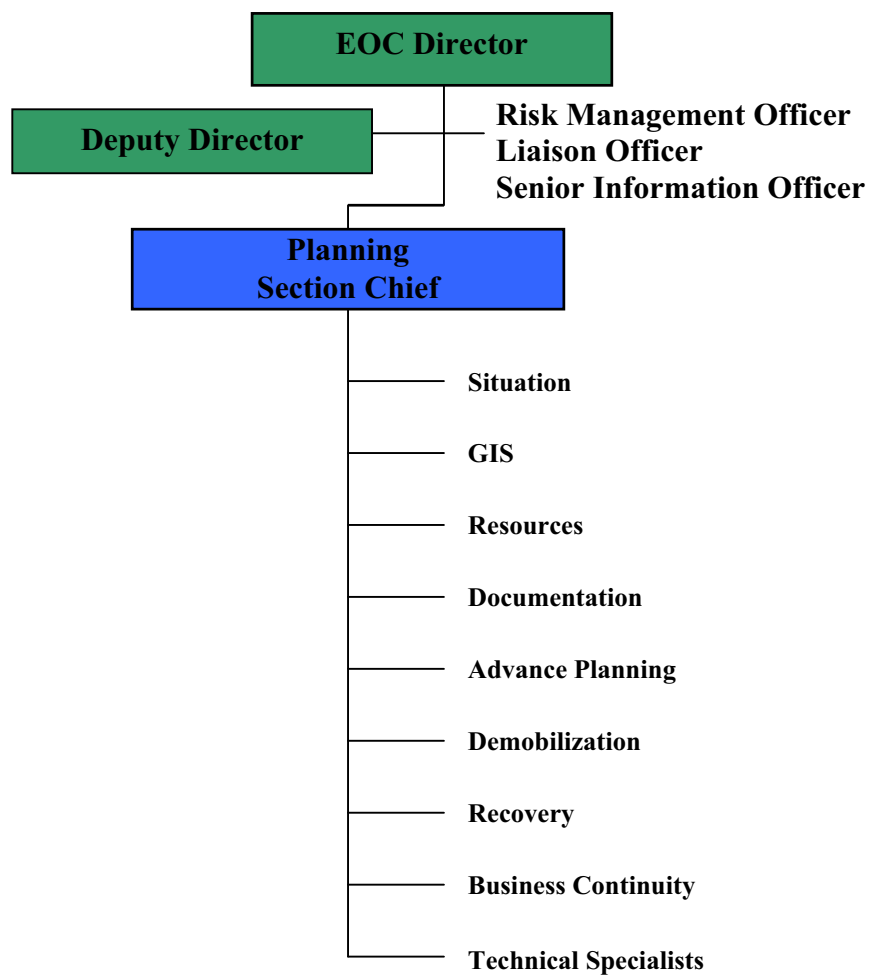 EOC Director
Deputy Director
Risk Management Officer
Liaison Officer
Senior Information Officer
Planning
Section Chief
Situation
GIS
Resources
Documentation
Advance Planning
Demobilization
Recovery
Business Continuity
Technical Specialists